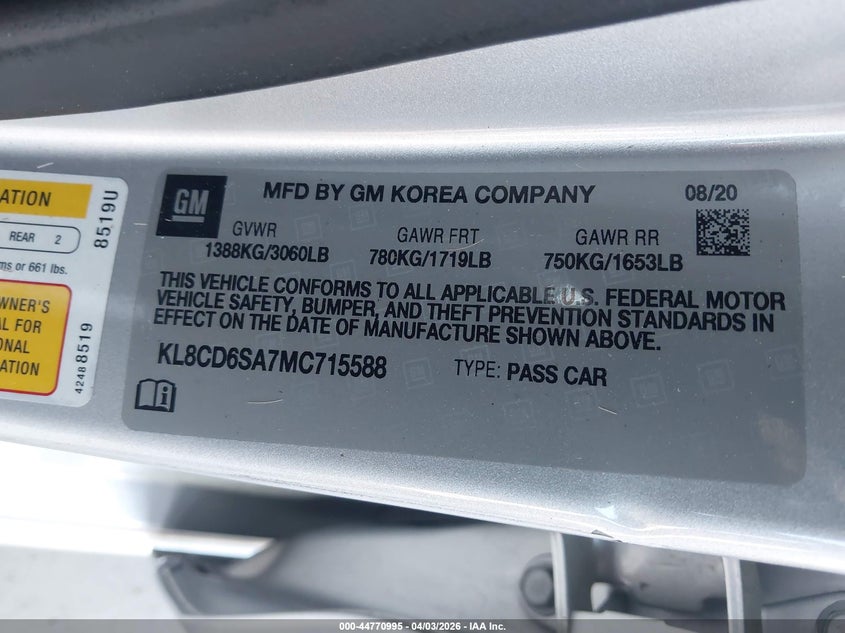 ATION
REAR 2
ms or 661 lbs.
OWNER'S
AL FOR
ONAL
ATION
8519U
42488519
GM
MFD BY GM KOREA COMPANY
08/20
GVWR
1388KG/3060LB
GAWR FRT
780KG/1719LB
GAWR RR
750KG/1653LB
THIS VEHICLE CONFORMS TO ALL APPLICABLE U.S. FEDERAL MOTOR
VEHICLE SAFETY, BUMPER, AND THEFT PREVENTION STANDARDS IN
EFFECT ON THE DATE OF MANUFACTURE SHOWN ABOVE.
KL8CD6SA7MC715588
TYPE: PASS CAR
000-44770995 - 04/03/2026 - IAA Inc.